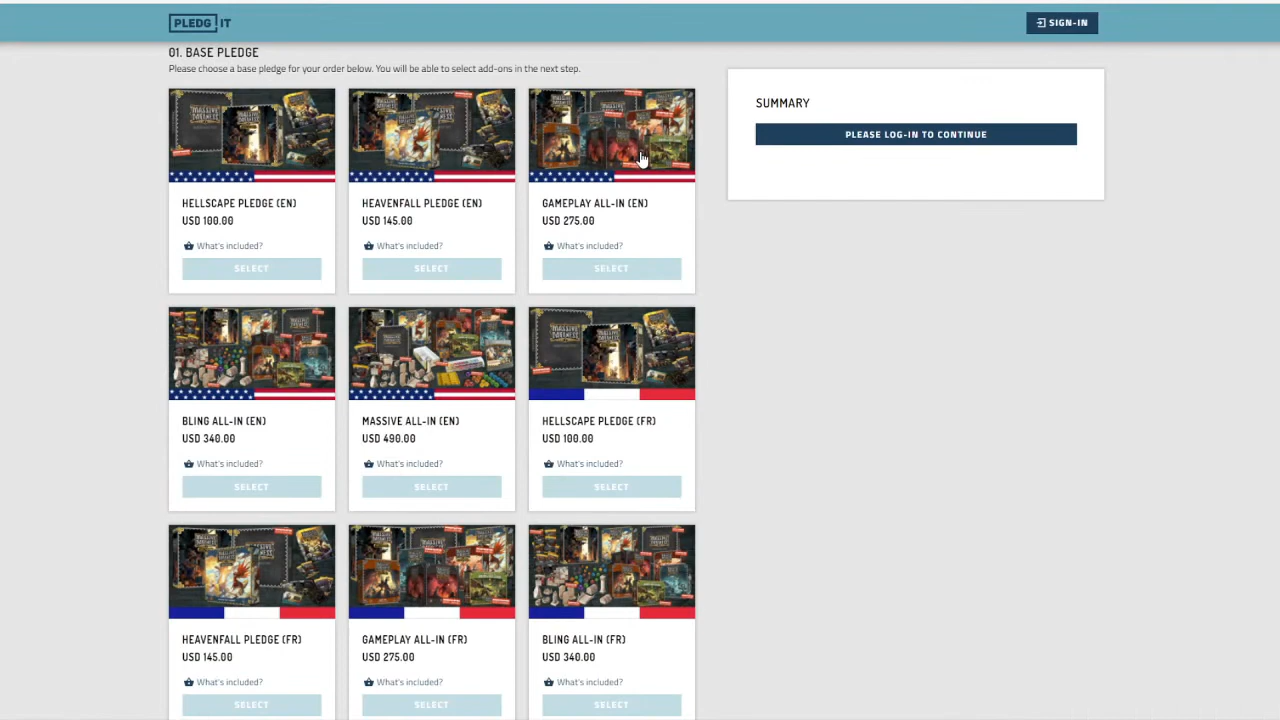 PLEDG IT
SIGN-IN
01. BASE PLEDGE
Please choose a base pledge for your order below. You will be able to select add-ons in the next step.
SUMMARY
PLEASE LOG-IN TO CONTINUE
HELLSCAPE PLEDGE (EN)
USD 100.00
What's included?
SELECT
HEAVENFALL PLEDGE (EN)
USD 145.00
What's included?
SELECT
GAMEPLAY ALL-IN (EN)
USD 275.00
What's included?
SELECT
BLING ALL-IN (EN)
USD 340.00
What's included?
SELECT
MASSIVE ALL-IN (EN)
USD 490.00
What's included?
SELECT
HELLSCAPE PLEDGE (FR)
USD 100.00
What's included?
SELECT
HEAVENFALL PLEDGE (FR)
USD 145.00
What's included?
SELECT
GAMEPLAY ALL-IN (FR)
USD 275.00
What's included?
SELECT
BLING ALL-IN (FR)
USD 340.00
What's included?
SELECT